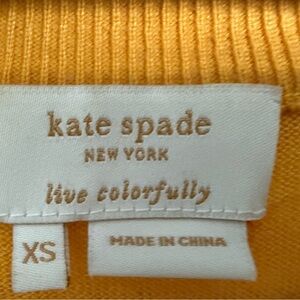 kate spade
NEW YORK
live colorfully
XS
MADE IN CHINA